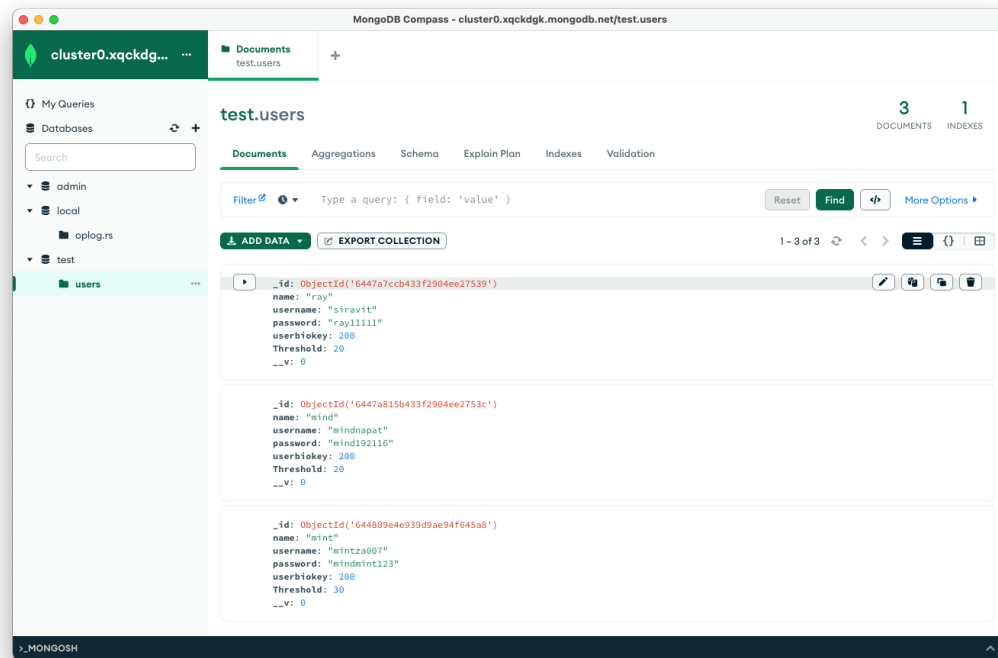 MongoDB Compass - cluster0.xqckdgk.mongodb.net/test.users
cluster0.xqckdg... ...
Documents
test.users
+
{} My Queries
Databases
+
Search
admin
local
oplog.rs
test
users ...
test.users
3
DOCUMENTS
1
INDEXES
Documents Aggregations Schema Explain Plan Indexes Validation
Filter Type a query: { field: 'value' } Reset Find </> More Options
ADD DATA EXPORT COLLECTION 1 – 3 of 3 {}
_id: ObjectId('6447a7ccb433f2904ee27539')
name: "ray"
username: "siravit"
password: "ray11111"
userbiokey: 200
Threshold: 20
__v: 0
_id: ObjectId('6447a815b433f2904ee2753c')
name: "mind"
username: "mindnapat"
password: "mind192116"
userbiokey: 200
Threshold: 20
__v: 0
_id: ObjectId('644809e4e939d9ae94f645a8')
name: "mint"
username: "mintza007"
password: "mindmint123"
userbiokey: 200
Threshold: 30
__v: 0
>_MONGOSH